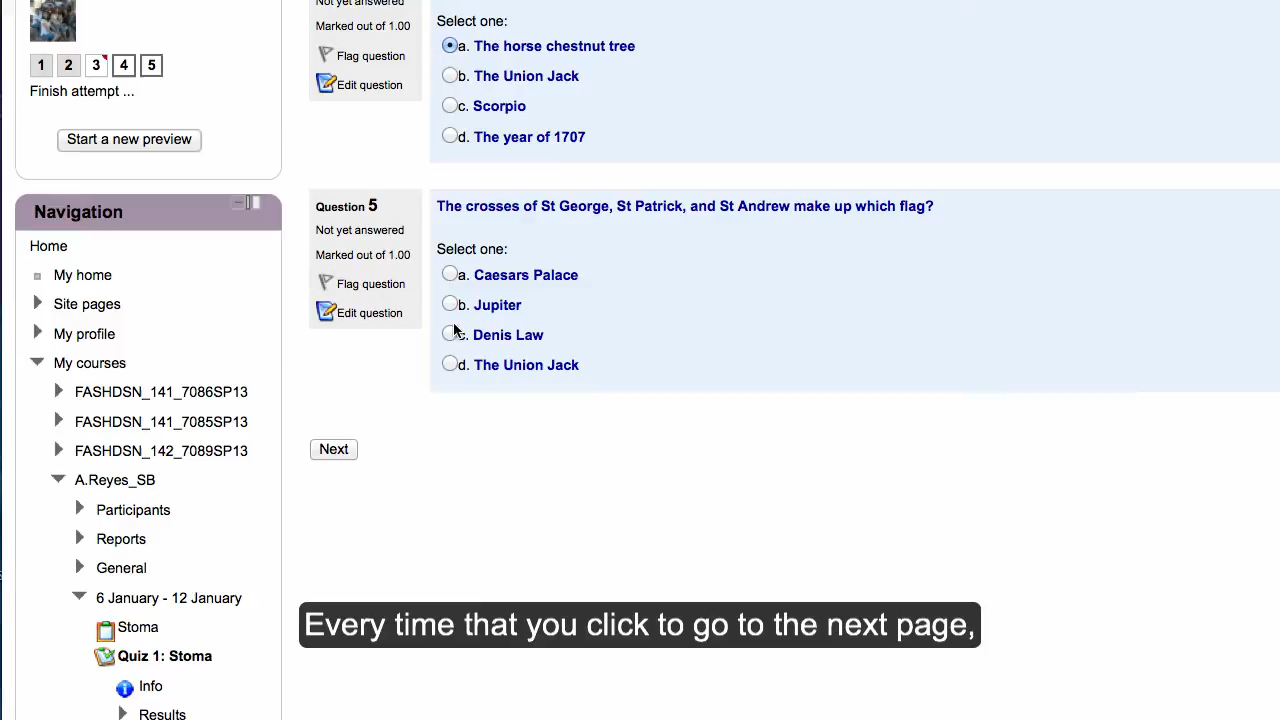 Not yet answered
Marked out of 1.00
Flag question
Edit question
Select one:
a. The horse chestnut tree
b. The Union Jack
c. Scorpio
d. The year of 1707
1 2 3 4 5
Finish attempt ...
Start a new preview
Navigation
Home
My home
Site pages
My profile
My courses
FASHDSN_141_7086SP13
FASHDSN_141_7085SP13
FASHDSN_142_7089SP13
A.Reyes_SB
Participants
Reports
General
6 January - 12 January
Stoma
Quiz 1: Stoma
Info
Results
Question 5
Not yet answered
Marked out of 1.00
Flag question
Edit question
The crosses of St George, St Patrick, and St Andrew make up which flag?
Select one:
a. Caesars Palace
b. Jupiter
c. Denis Law
d. The Union Jack
Next
Every time that you click to go to the next page,